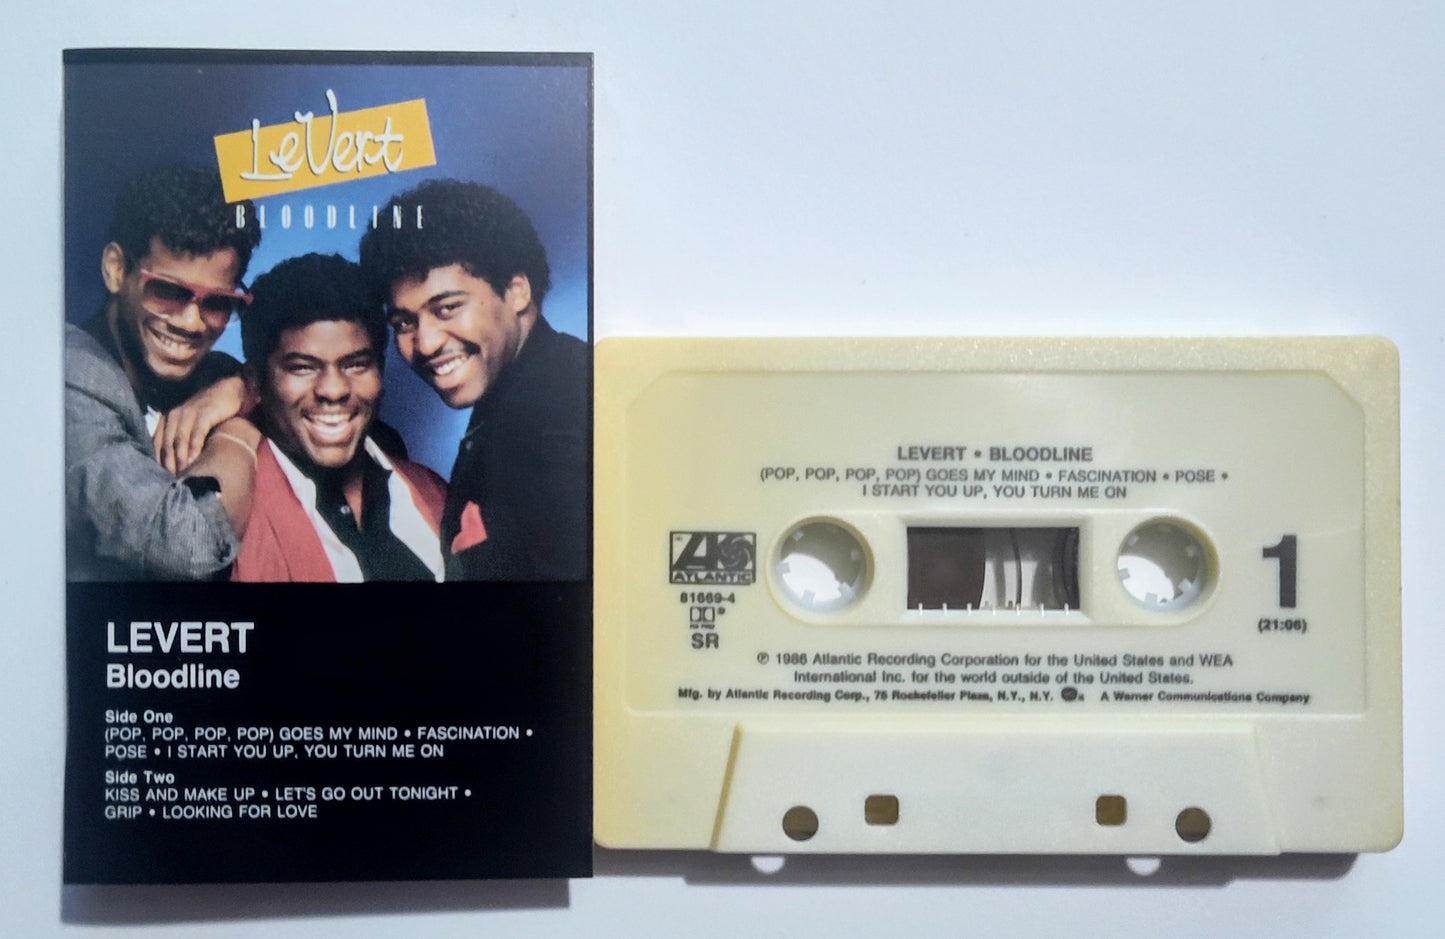 LeVert
BLOODLINE
LEVERT
Bloodline
Side One
(POP, POP, POP, POP) GOES MY MIND • FASCINATION •
POSE • I START YOU UP, YOU TURN ME ON
Side Two
KISS AND MAKE UP • LET'S GO OUT TONIGHT •
GRIP • LOOKING FOR LOVE
LEVERT • BLOODLINE
(POP, POP, POP, POP) GOES MY MIND • FASCINATION • POSE •
I START YOU UP, YOU TURN ME ON
ATLANTIC
81669-4
SR
1
(21:06)
℗ 1986 Atlantic Recording Corporation for the United States and WEA
International Inc. for the world outside of the United States.
Mfg. by Atlantic Recording Corp., 75 Rockefeller Plaza, N.Y., N.Y. A Warner Communications Company